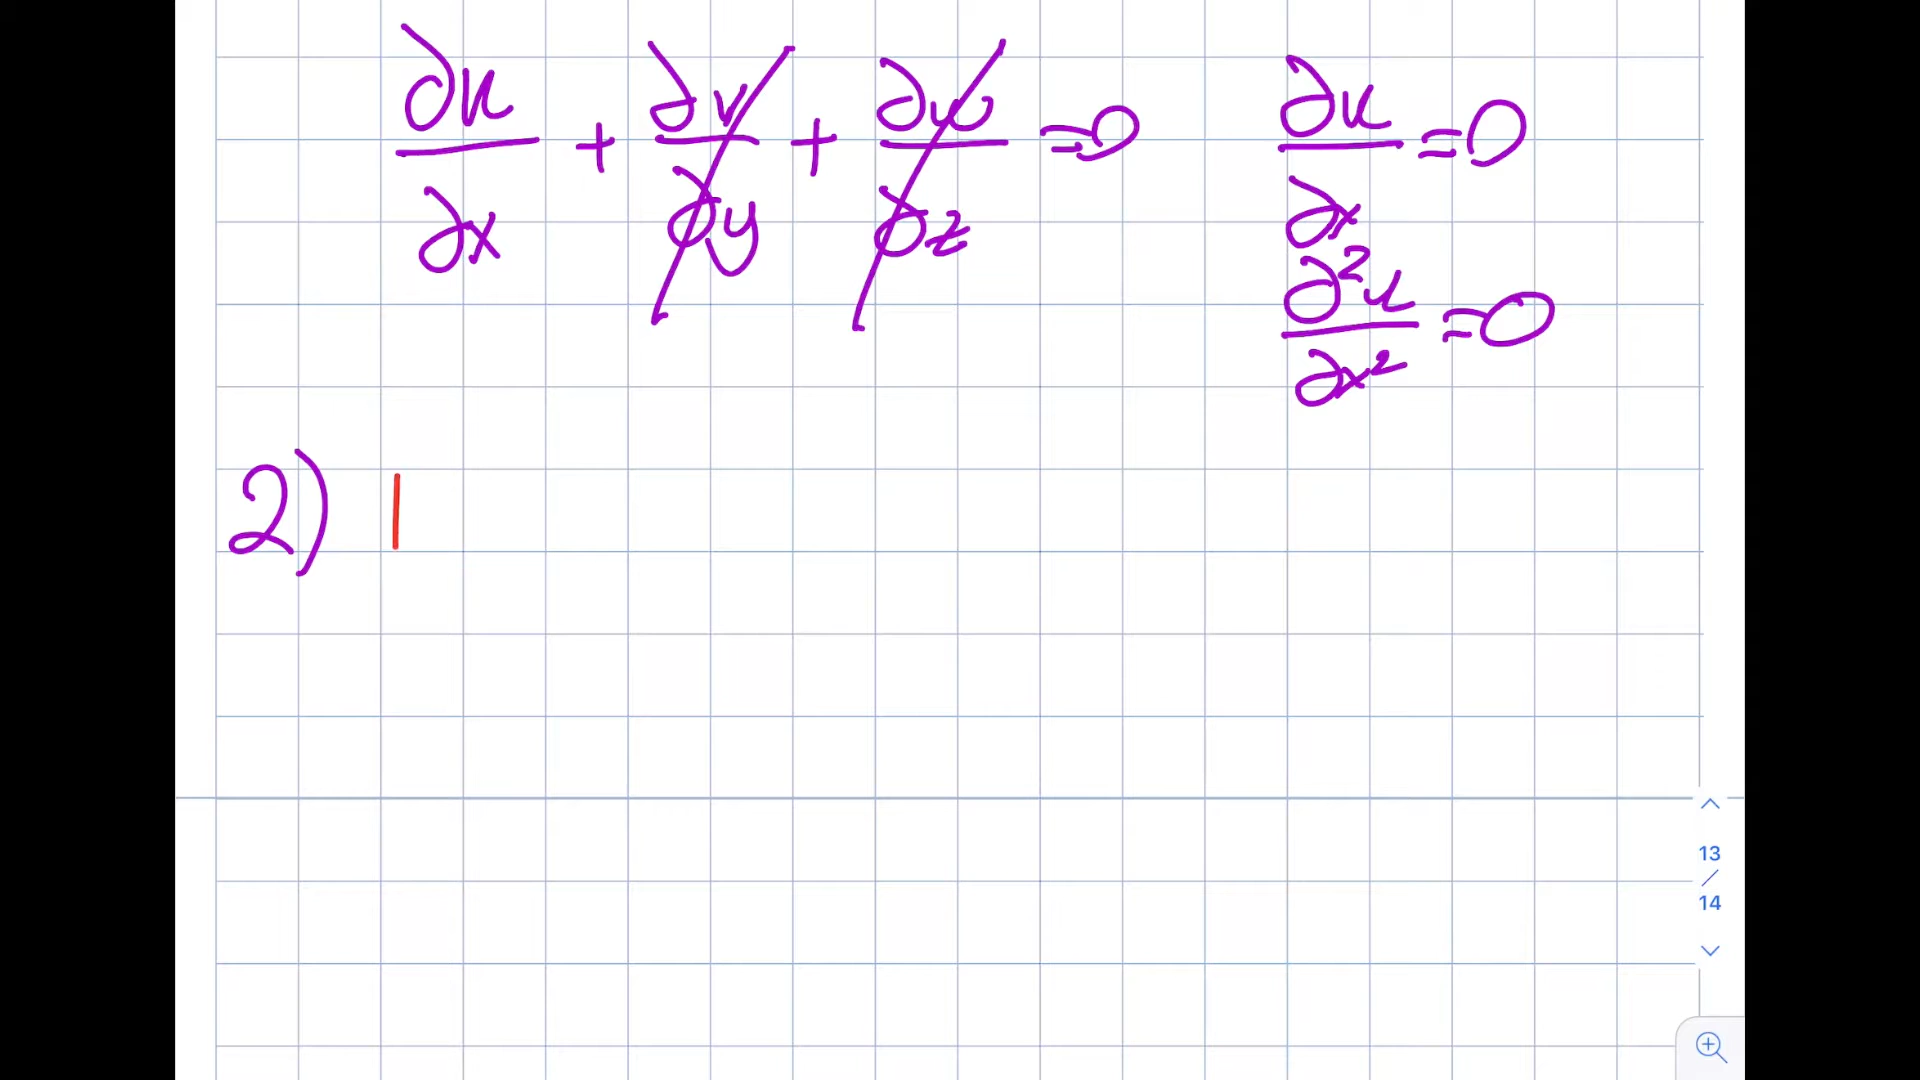 ∂u/∂x + ∂v/∂y + ∂w/∂z = 0
∂u/∂x = 0
∂²u/∂x² = 0
2) |
13
/
14